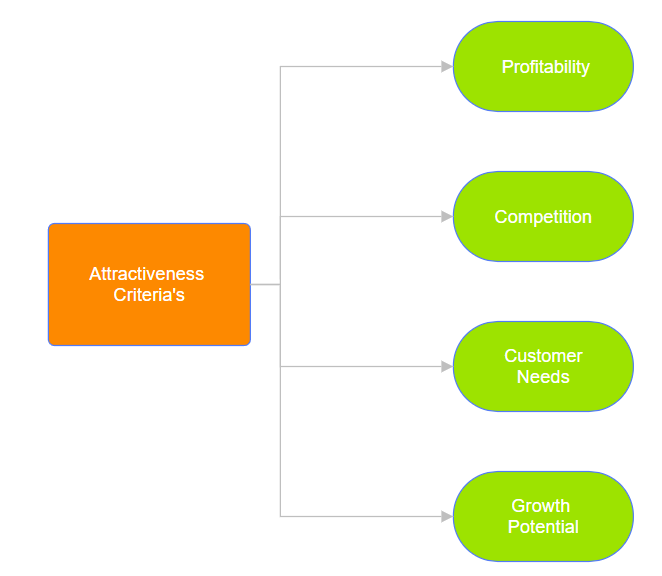 Profitability
Competition
Attractiveness
Criteria's
Customer
Needs
Growth
Potential